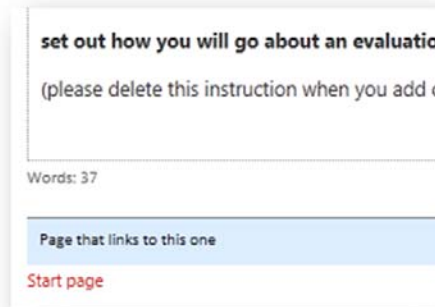 set out how you will go about an evaluatio
(please delete this instruction when you add
Words: 37
Page that links to this one
Start page